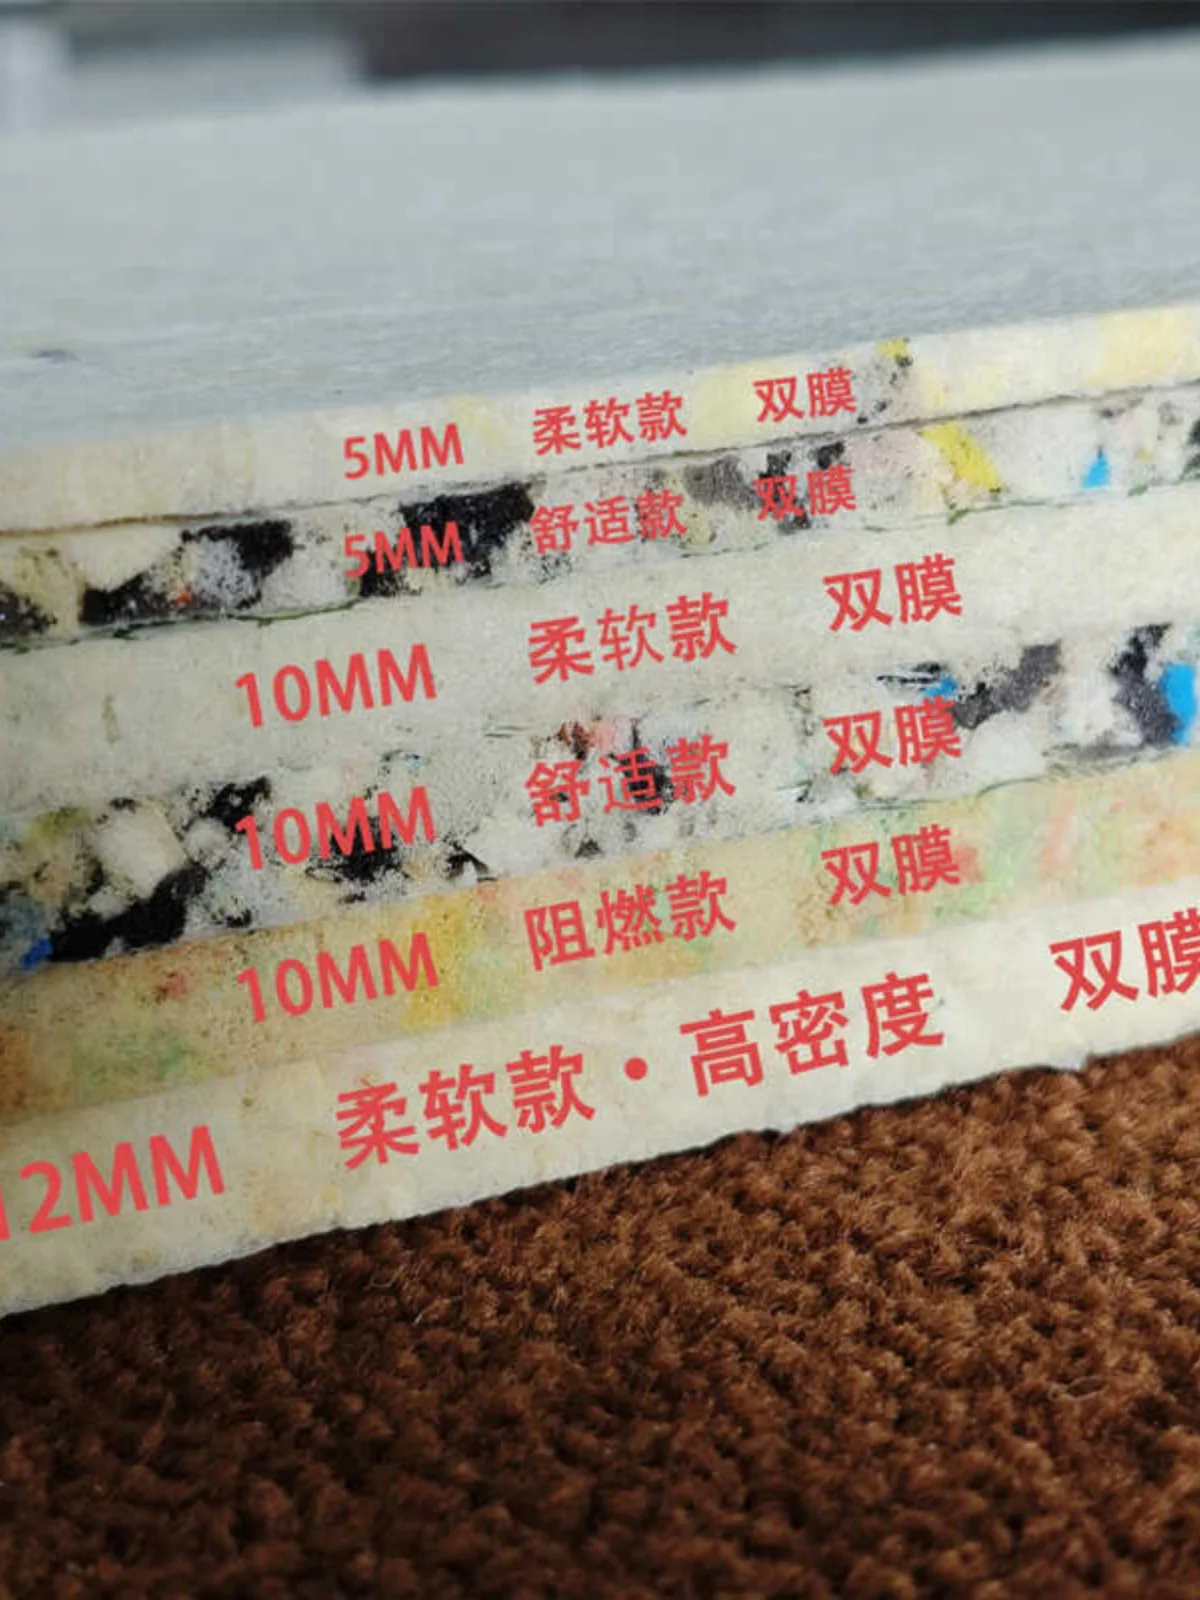 5MM 柔软款 双膜
5MM 舒适款 双膜
10MM 柔软款 双膜
10MM 舒适款 双膜
10MM 阻燃款 双膜
12MM 柔软款·高密度 双膜